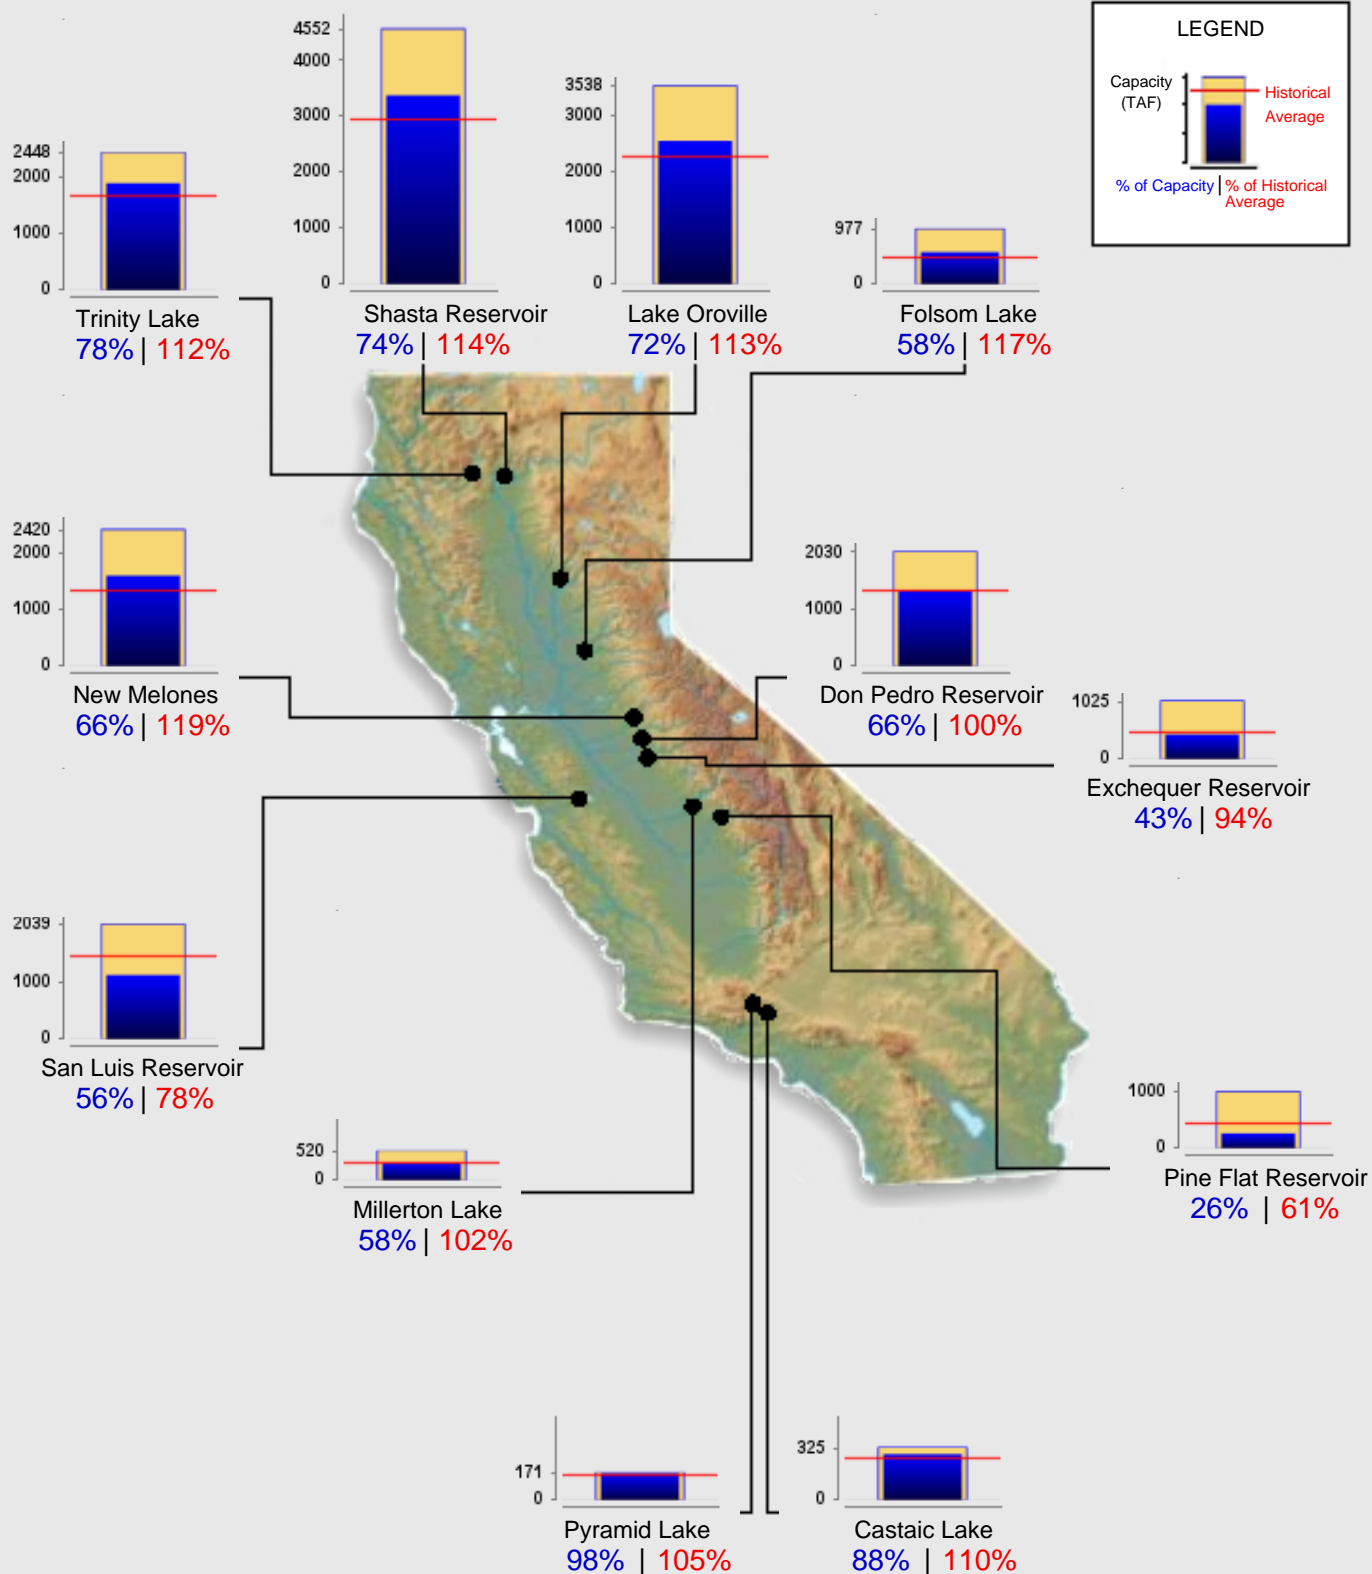 LEGEND
Capacity
(TAF)
Historical
Average
% of Capacity | % of Historical
Average
4552
4000
3000
2000
1000
0
Shasta Reservoir
74% | 114%
3538
3000
2000
1000
0
Lake Oroville
72% | 113%
2448
2000
1000
0
Trinity Lake
78% | 112%
977
0
Folsom Lake
58% | 117%
2420
2000
1000
0
New Melones
66% | 119%
2030
1000
0
Don Pedro Reservoir
66% | 100%
1025
0
Exchequer Reservoir
43% | 94%
2039
1000
0
San Luis Reservoir
56% | 78%
520
0
Millerton Lake
58% | 102%
1000
0
Pine Flat Reservoir
26% | 61%
171
0
Pyramid Lake
98% | 105%
325
0
Castaic Lake
88% | 110%